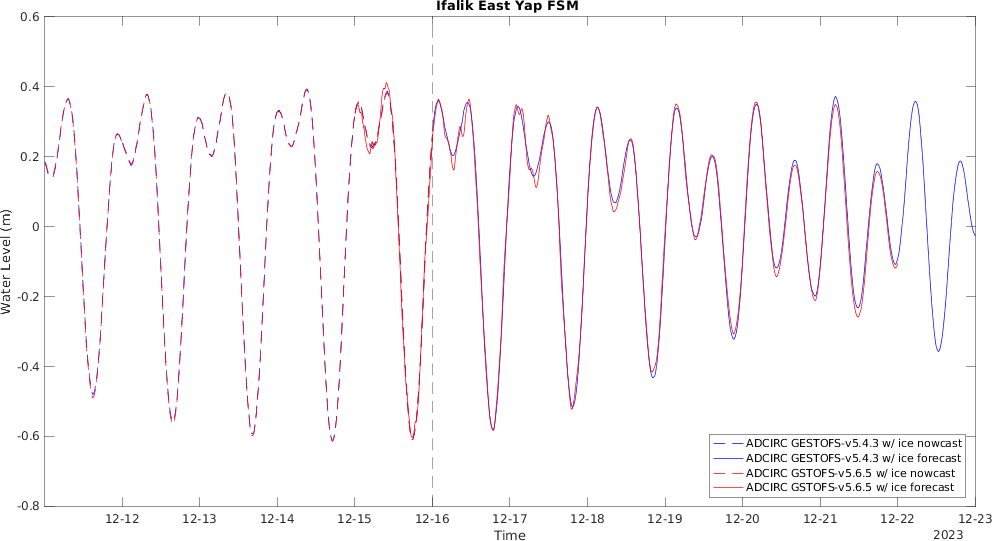 Ifalik East Yap FSM
0.6
0.4
0.2
0
-0.2
-0.4
-0.6
-0.8
Water Level (m)
12-12 12-13 12-14 12-15 12-16 12-17 12-18 12-19 12-20 12-21 12-22 12-23
Time
2023
ADCIRC GESTOFS-v5.4.3 w/ ice nowcast
ADCIRC GESTOFS-v5.4.3 w/ ice forecast
ADCIRC GSTOFS-v5.6.5 w/ ice nowcast
ADCIRC GSTOFS-v5.6.5 w/ ice forecast